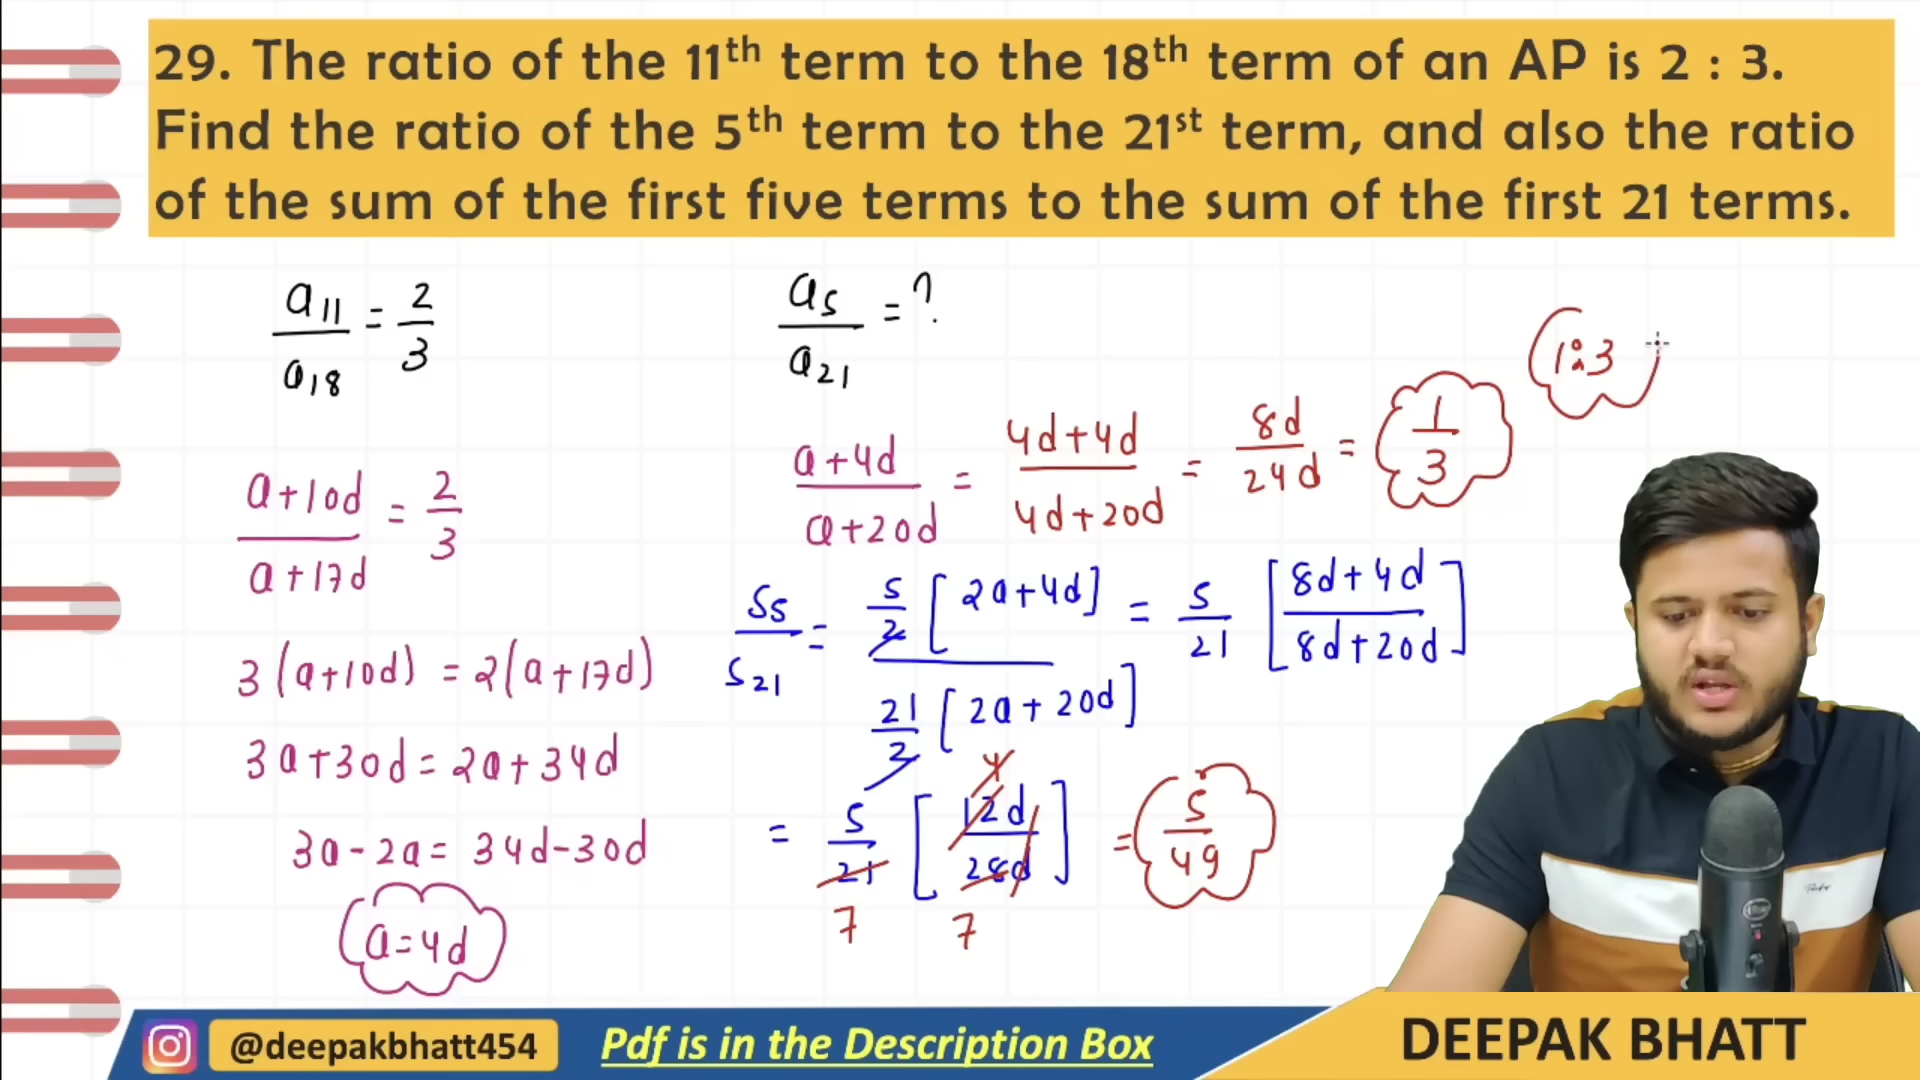 29. The ratio of the 11th term to the 18th term of an AP is 2 : 3.
Find the ratio of the 5th term to the 21st term, and also the ratio
of the sum of the first five terms to the sum of the first 21 terms.
a11/a18 = 2/3
a5/a21 = ?
1:3
(a+10d)/(a+17d) = 2/3
(a+4d)/(a+20d) = (4d+4d)/(4d+20d) = 8d/24d = 1/3
3(a+10d) = 2(a+17d)
3a+30d = 2a+34d
3a-2a = 34d-30d
a=4d
S5/S21 = 5/2[2a+4d] / 21/2[2a+20d] = 5/21 [(8d+4d)/(8d+20d)]
= 5/21 [12d/28d] = 5/49
7 7
@deepakbhatt454
Pdf is in the Description Box
DEEPAK BHATT